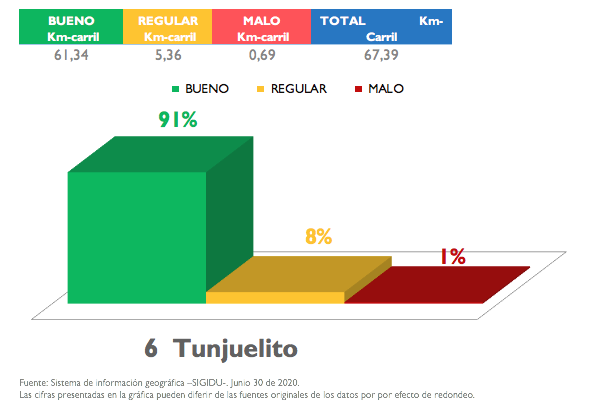 BUENO REGULAR MALO TOTAL Km-
Km-carril Km-carril Km-carril Carril
61,34 5,36 0,69 67,39
BUENO REGULAR MALO
91%
8%
1%
6 Tunjuelito
Fuente: Sistema de información geográfica –SIGIDU-. Junio 30 de 2020.
Las cifras presentadas en la gráfica pueden diferir de las fuentes originales de los datos por por efecto de redondeo.